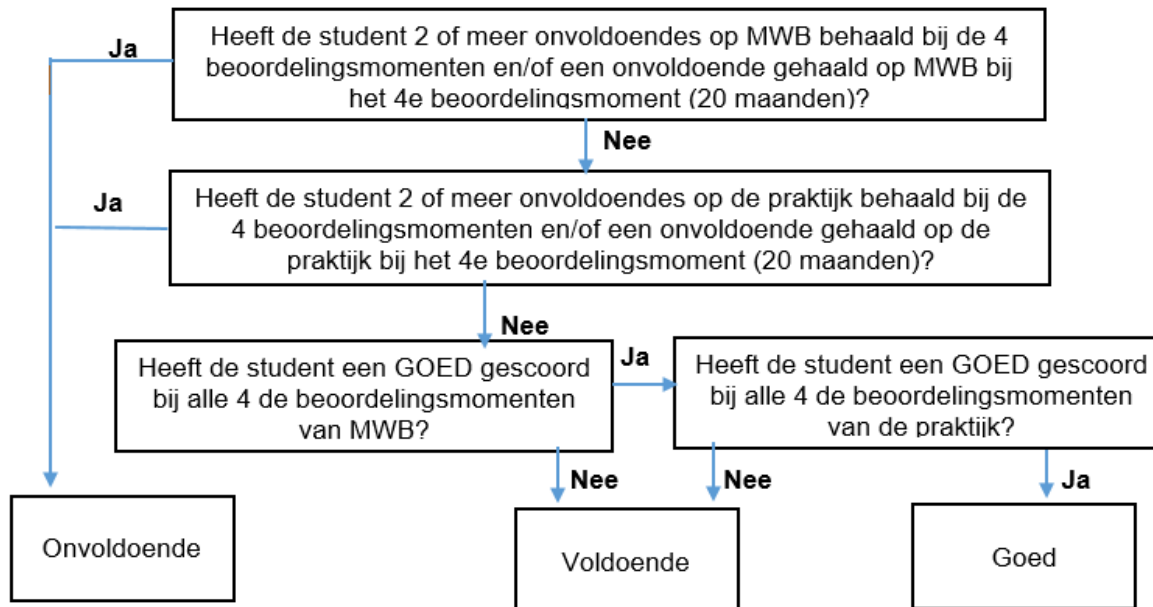 Ja
Heeft de student 2 of meer onvoldoendes op MWB behaald bij de 4
beoordelingsmomenten en/of een onvoldoende gehaald op MWB bij
het 4e beoordelingsmoment (20 maanden)?
Nee
Ja
Heeft de student 2 of meer onvoldoendes op de praktijk behaald bij de
4 beoordelingsmomenten en/of een onvoldoende gehaald op de
praktijk bij het 4e beoordelingsmoment (20 maanden)?
Nee
Heeft de student een GOED gescoord
bij alle 4 de beoordelingsmomenten
van MWB?
Ja
Heeft de student een GOED gescoord
bij alle 4 de beoordelingsmomenten
van de praktijk?
Nee
Nee
Ja
Onvoldoende
Voldoende
Goed